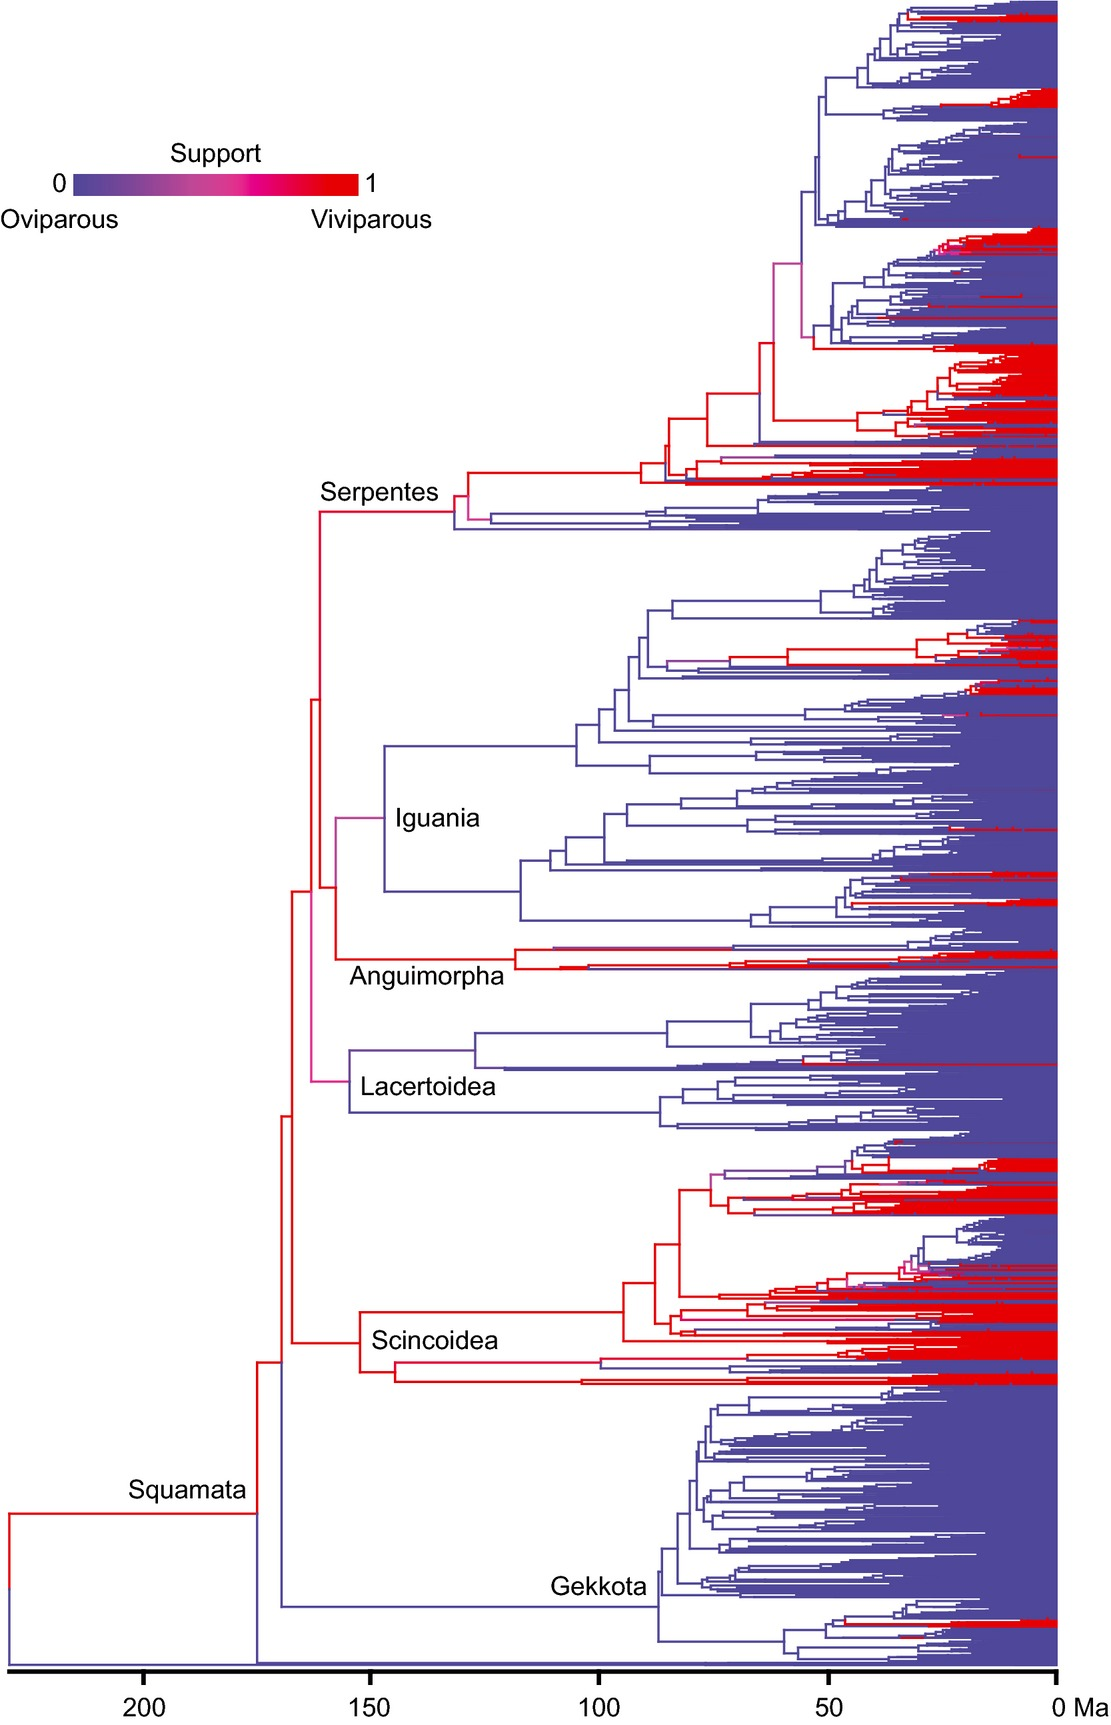 Support
0 1
Oviparous Viviparous
Serpentes
Iguania
Anguimorpha
Lacertoidea
Scincoidea
Squamata
Gekkota
200 150 100 50 0 Ma